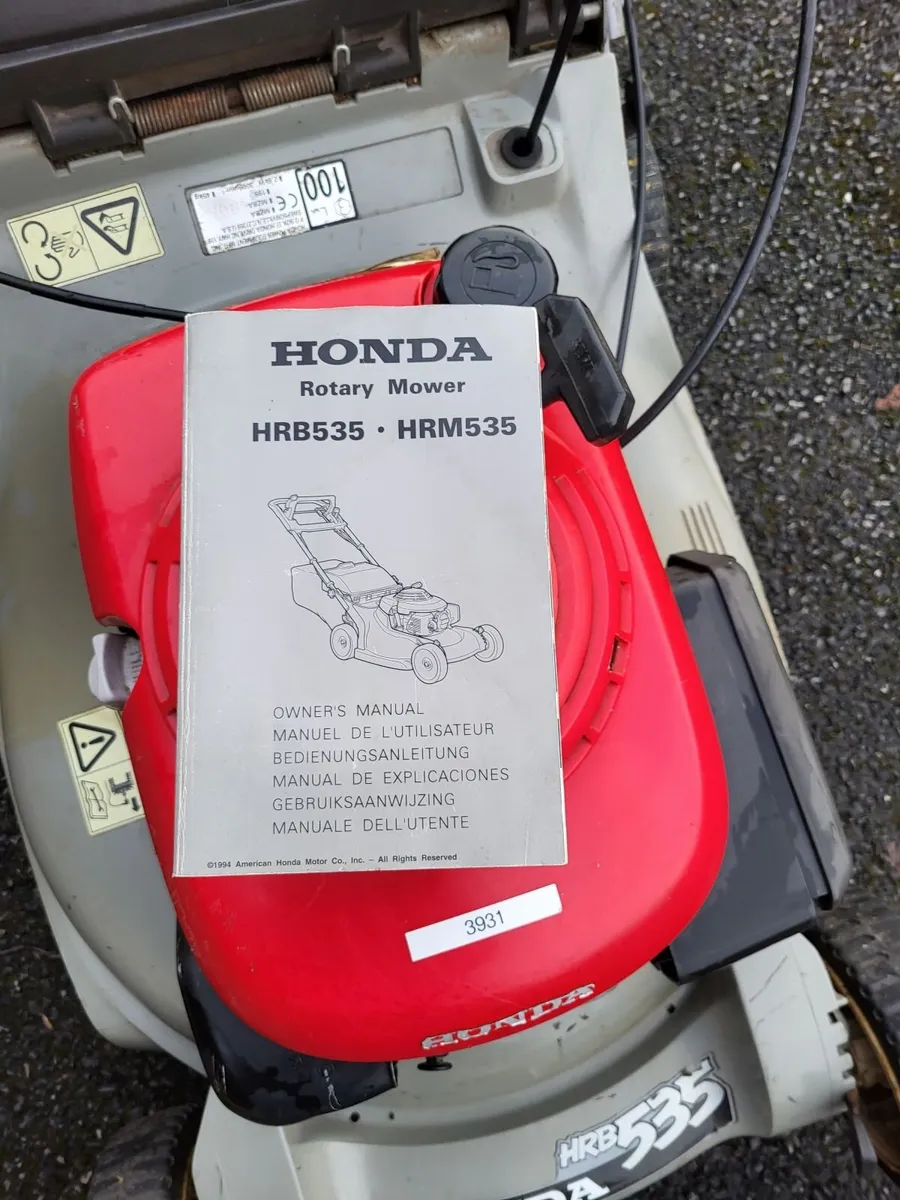 100
CE
HONDA
Rotary Mower
HRB535 · HRM535
OWNER'S MANUAL
MANUEL DE L'UTILISATEUR
BEDIENUNGSANLEITUNG
MANUAL DE EXPLICACIONES
GEBRUIKSAANWIJZING
MANUALE DELL'UTENTE
©1994 American Honda Motor Co., Inc. – All Rights Reserved
3931
HONDA
HRB535